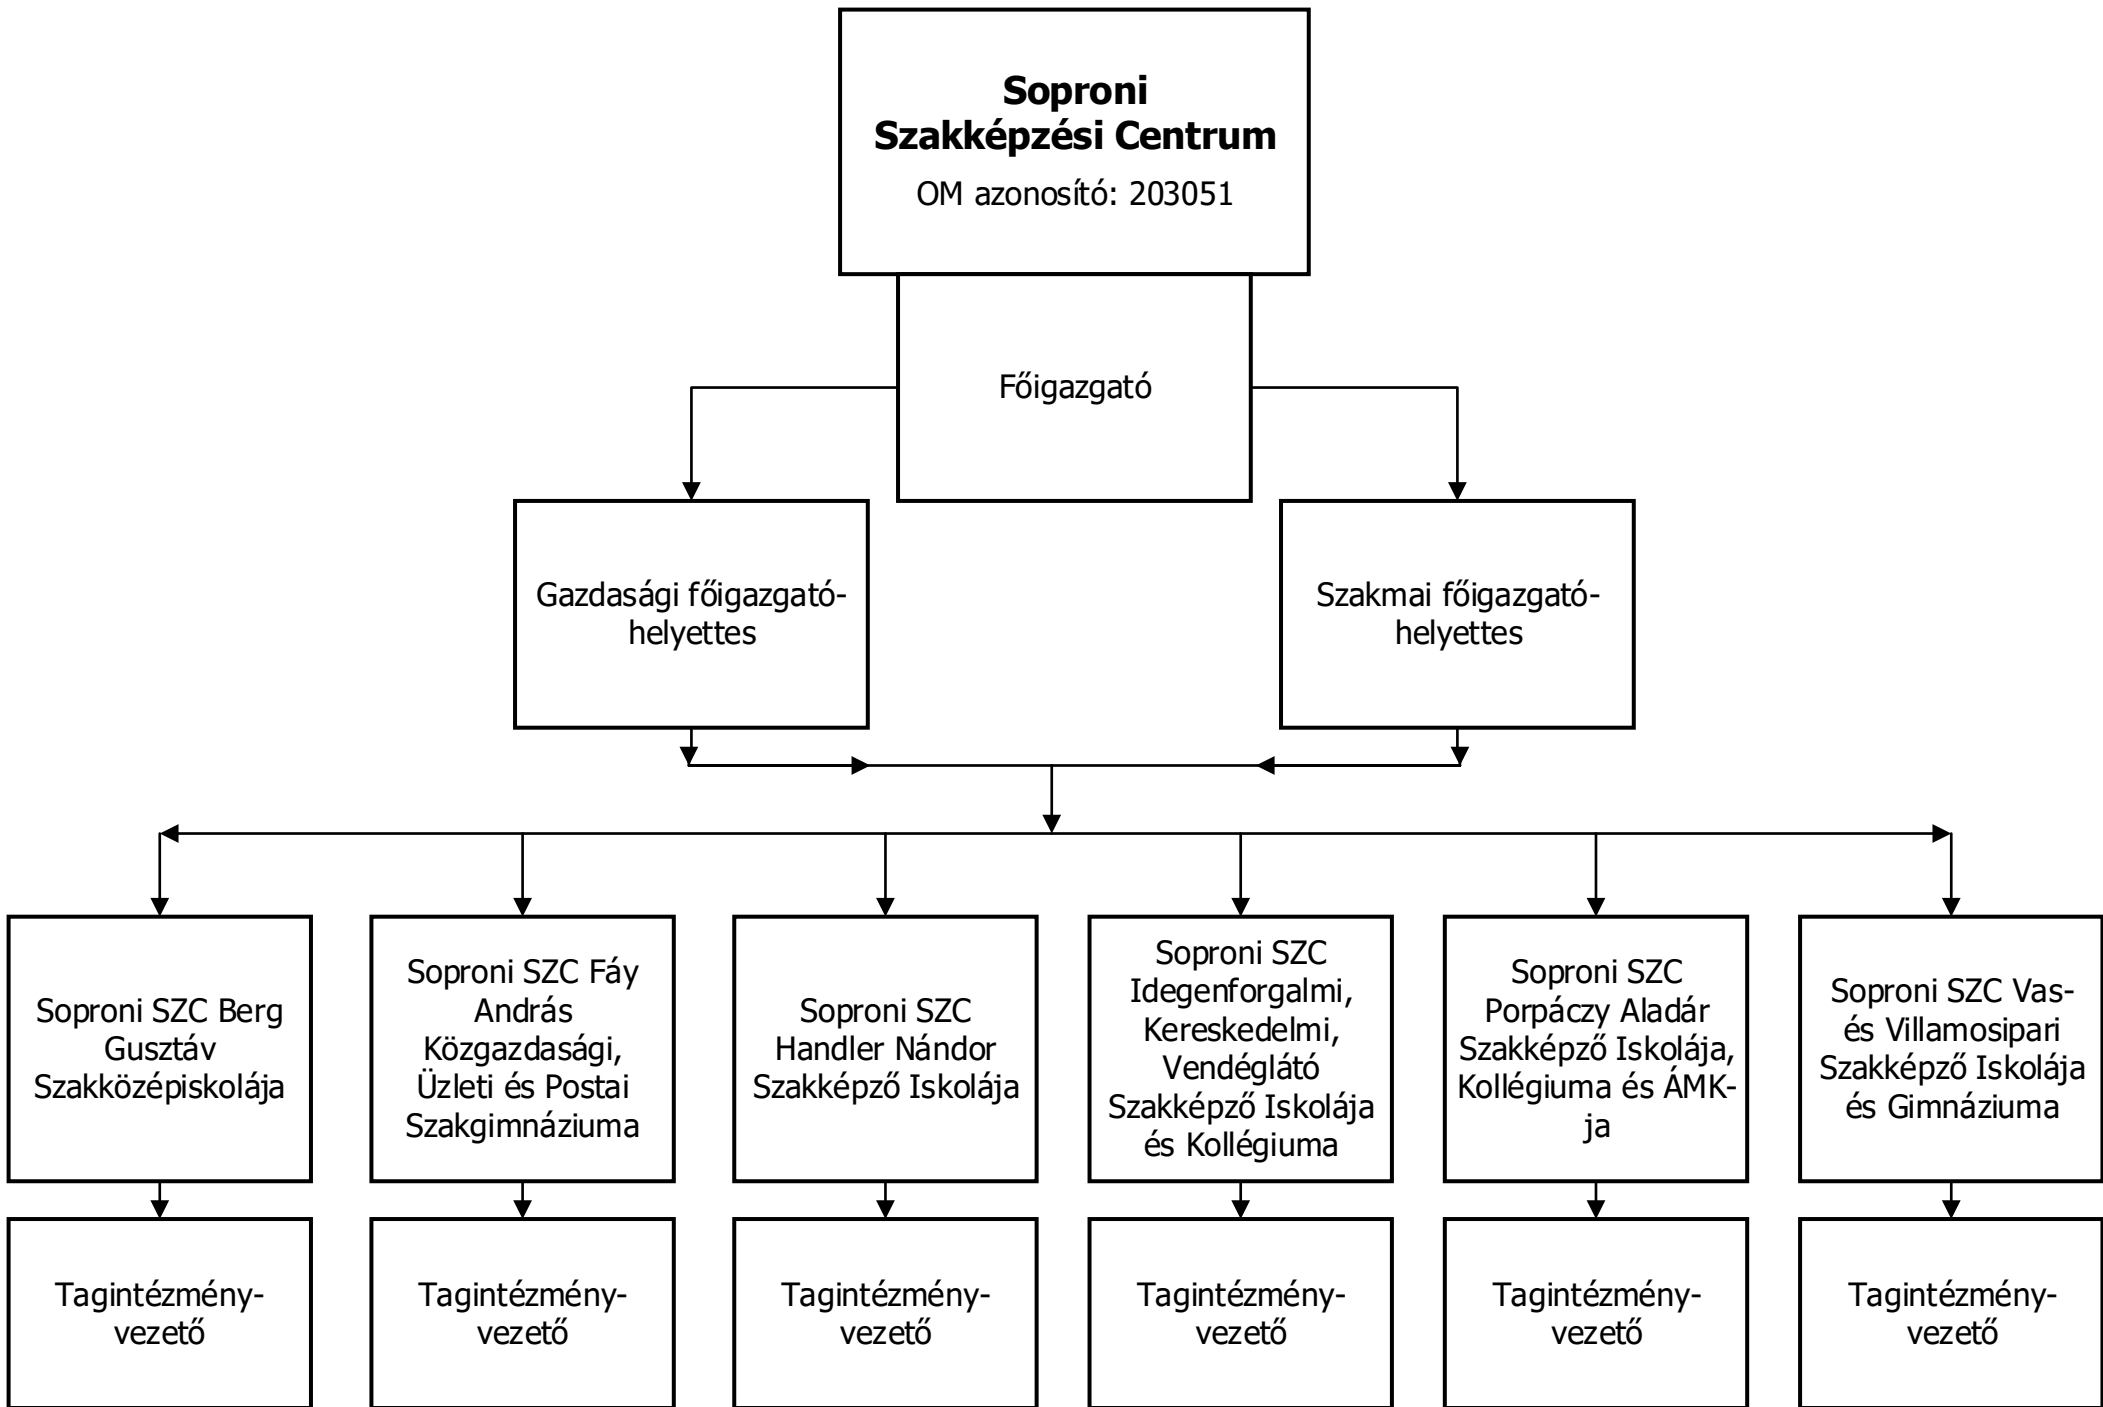 Soproni
Szakképzési Centrum
OM azonosító: 203051
Főigazgató
Gazdasági főigazgató-
helyettes
Szakmai főigazgató-
helyettes
Soproni SZC Berg
Gusztáv
Szakközépiskolája
Soproni SZC Fáy
András
Közgazdasági,
Üzleti és Postai
Szakgimnáziuma
Soproni SZC
Handler Nándor
Szakképző Iskolája
Soproni SZC
Idegenforgalmi,
Kereskedelmi,
Vendéglátó
Szakképző Iskolája
és Kollégiuma
Soproni SZC
Porpáczy Aladár
Szakképző Iskolája,
Kollégiuma és ÁMK-
ja
Soproni SZC Vas-
és Villamosipari
Szakképző Iskolája
és Gimnáziuma
Tagintézmény-
vezető
Tagintézmény-
vezető
Tagintézmény-
vezető
Tagintézmény-
vezető
Tagintézmény-
vezető
Tagintézmény-
vezető